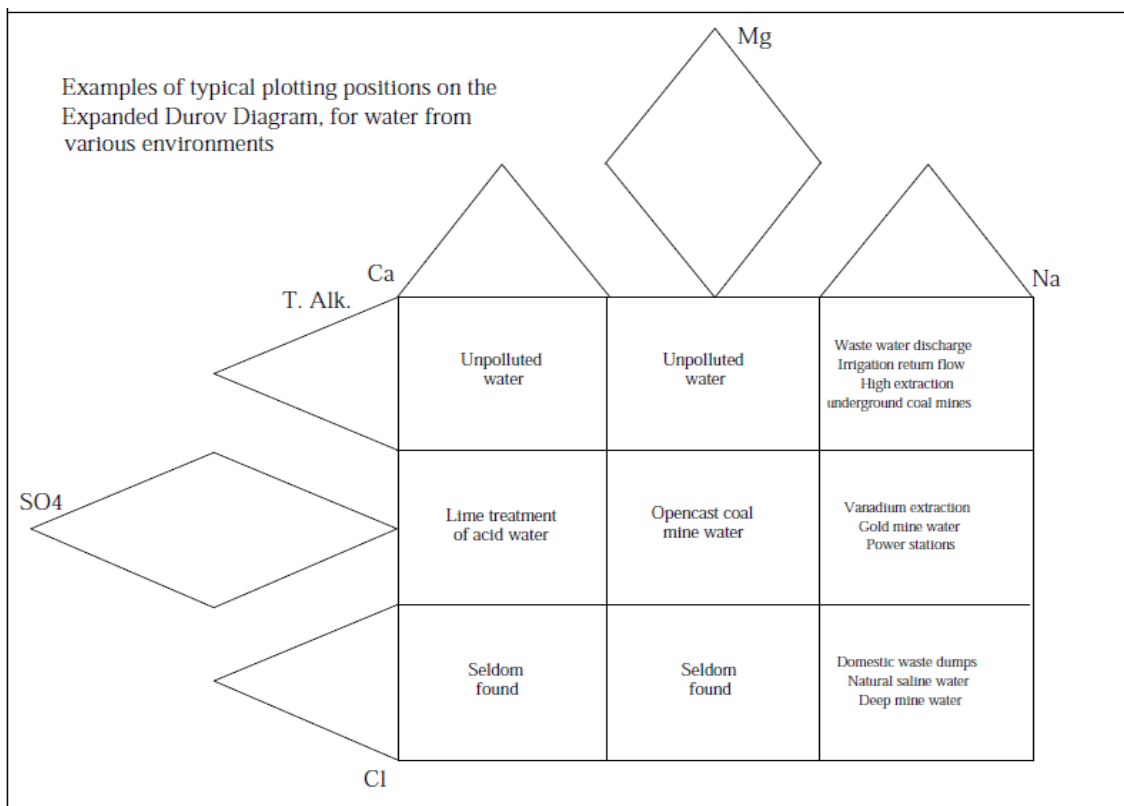 Mg
Examples of typical plotting positions on the
Expanded Durov Diagram, for water from
various environments
Ca
Na
T. Alk.
Unpolluted
water
Unpolluted
water
Waste water discharge
Irrigation return flow
High extraction
underground coal mines
SO4
Lime treatment
of acid water
Opencast coal
mine water
Vanadium extraction
Gold mine water
Power stations
Seldom
found
Seldom
found
Domestic waste dumps
Natural saline water
Deep mine water
Cl